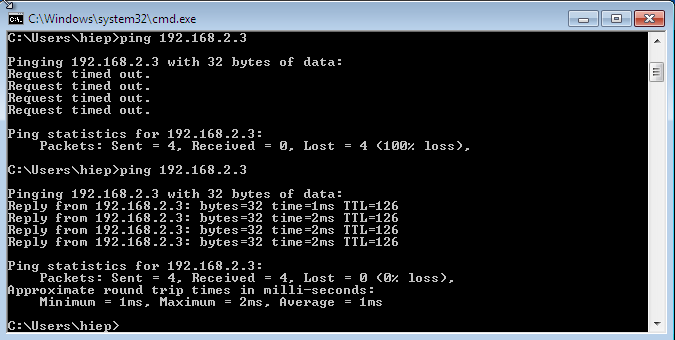 C:\Windows\system32\cmd.exe
C:\Users\hiep>ping 192.168.2.3
Pinging 192.168.2.3 with 32 bytes of data:
Request timed out.
Request timed out.
Request timed out.
Request timed out.
Ping statistics for 192.168.2.3:
    Packets: Sent = 4, Received = 0, Lost = 4 (100% loss),
C:\Users\hiep>ping 192.168.2.3
Pinging 192.168.2.3 with 32 bytes of data:
Reply from 192.168.2.3: bytes=32 time=1ms TTL=126
Reply from 192.168.2.3: bytes=32 time=2ms TTL=126
Reply from 192.168.2.3: bytes=32 time=2ms TTL=126
Reply from 192.168.2.3: bytes=32 time=2ms TTL=126
Ping statistics for 192.168.2.3:
    Packets: Sent = 4, Received = 4, Lost = 0 (0% loss),
Approximate round trip times in milli-seconds:
    Minimum = 1ms, Maximum = 2ms, Average = 1ms
C:\Users\hiep>